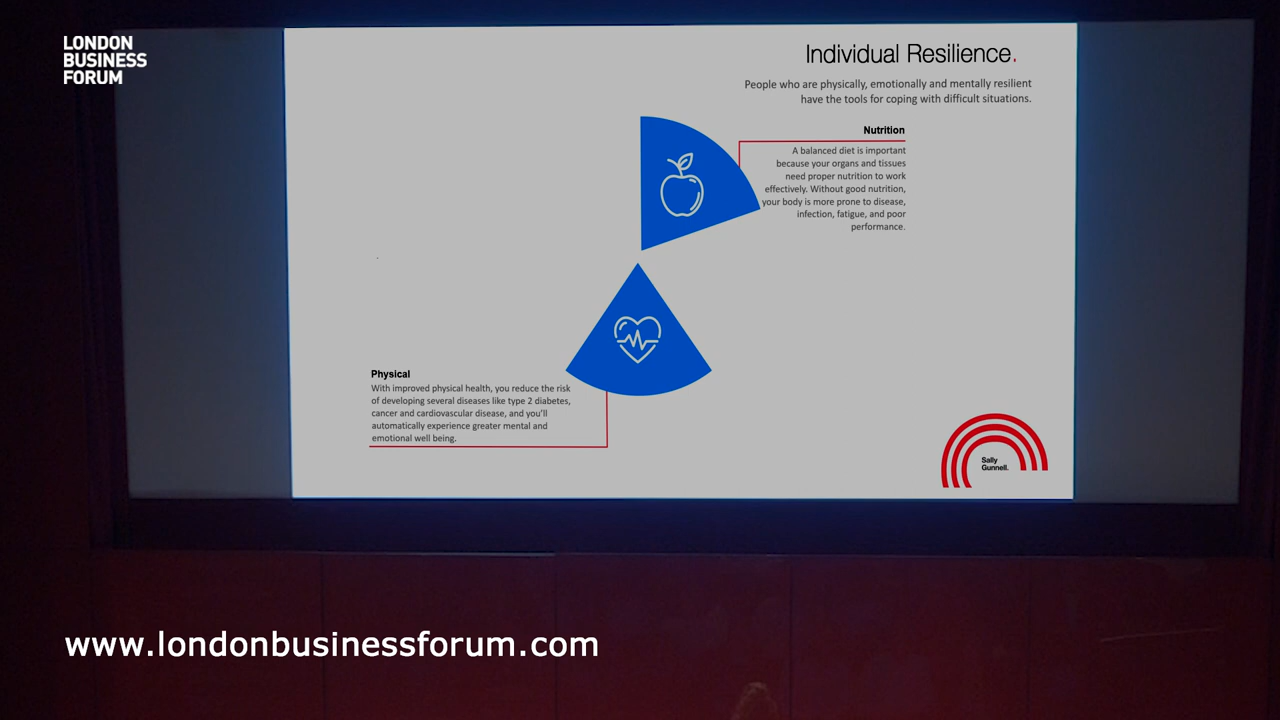 LONDON
BUSINESS
FORUM
Individual Resilience.
People who are physically, emotionally and mentally resilient
have the tools for coping with difficult situations.
Nutrition
A balanced diet is important
because your organs and tissues
need proper nutrition to work
effectively. Without good nutrition,
your body is more prone to disease,
infection, fatigue, and poor
performance.
Physical
With improved physical health, you reduce the risk
of developing several diseases like type 2 diabetes,
cancer and cardiovascular disease, and you'll
automatically experience greater mental and
emotional well being.
Sally
Gunnell.
www.londonbusinessforum.com